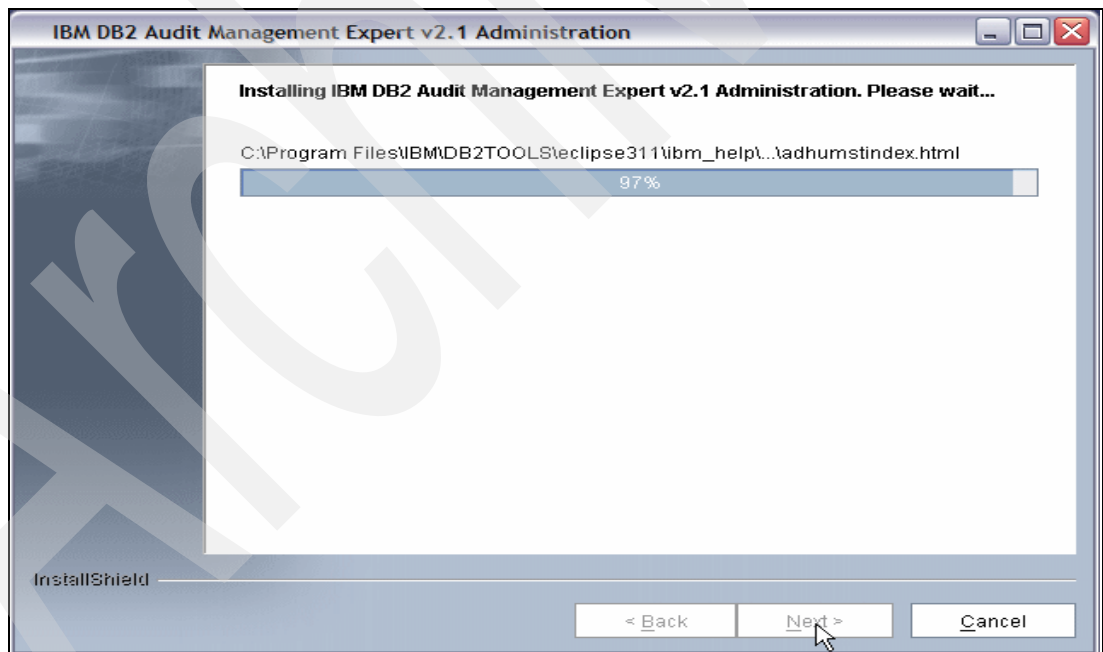 IBM DB2 Audit Management Expert v2.1 Administration
Installing IBM DB2 Audit Management Expert v2.1 Administration. Please wait...
C:\Program Files\IBM\DB2TOOLS\eclipse311\ibm_help\...\adhumstindex.html
97%
InstallShield
< Back
Next >
Cancel